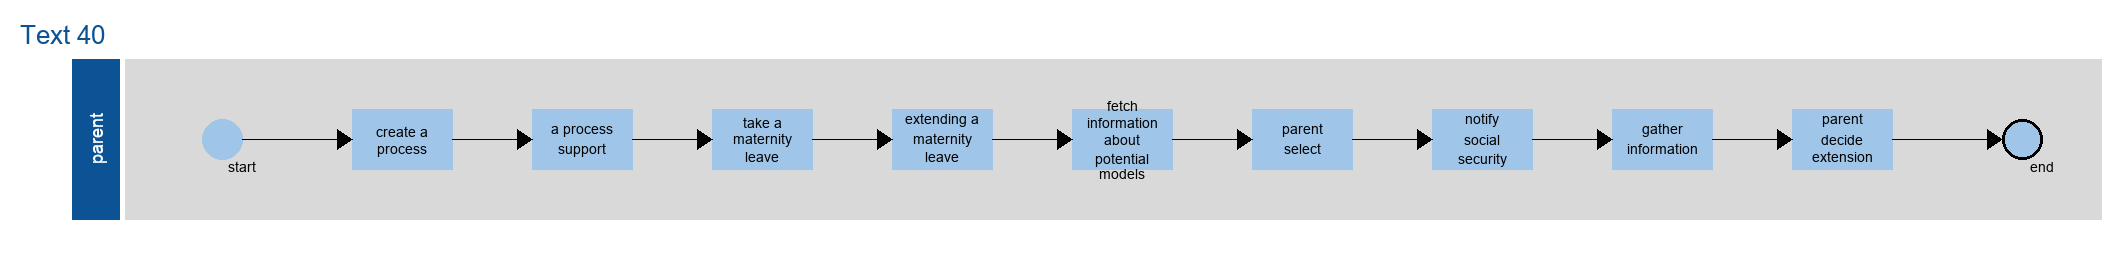 Text 40
parent
start
create a
process
a process
support
take a
maternity
leave
extending a
maternity
leave
fetch
information
about
potential
models
parent
select
notify
social
security
gather
information
parent
decide
extension
end